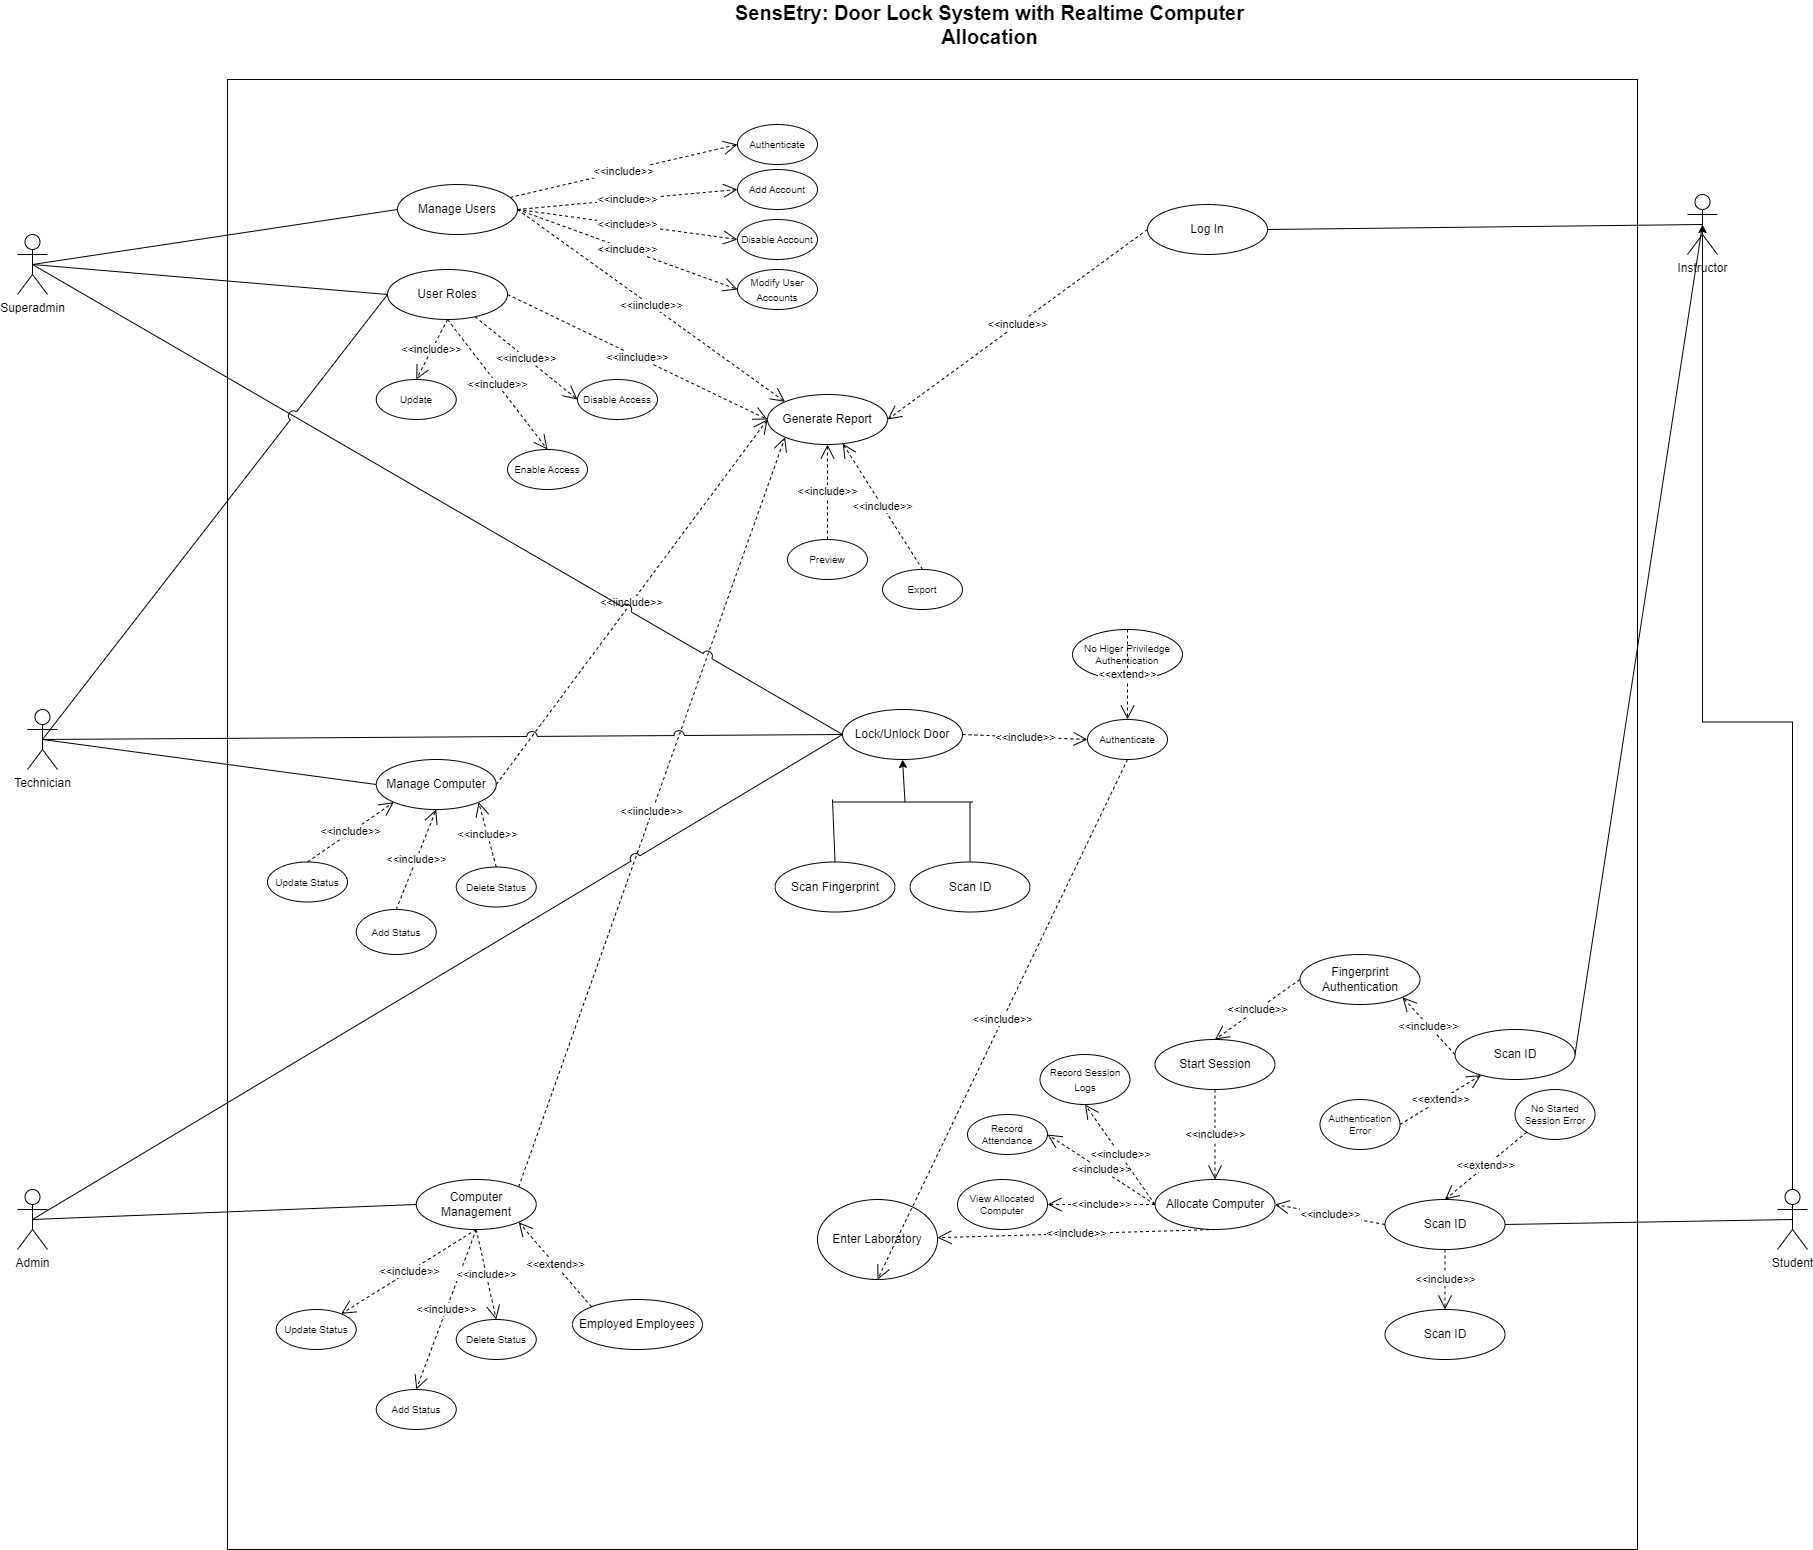 SensEtry: Door Lock System with Realtime Computer
Allocation
Authenticate
<<include>>
Add Account
Manage Users
<<include>>
<<include>>
Disable Account
<<include>>
Modify User
Accounts
Log In
Instructor
Superadmin
User Roles
<<iinclude>>
<<include>>
<<include>>
<<include>>
<<iinclude>>
<<include>>
Update
Disable Access
Enable Access
Generate Report
<<include>>
<<include>>
Preview
Export
<<iinclude>>
No Higer Priviledge
Authentication
<<extend>>
Lock/Unlock Door
<<include>>
Authenticate
Technician
Manage Computer
<<include>>
<<include>>
<<include>>
<<iinclude>>
Update Status
Delete Status
Add Status
Scan Fingerprint
Scan ID
Fingerprint
Authentication
<<include>>
<<include>>
<<include>>
Start Session
Scan ID
Record Session
Logs
<<extend>>
Authentication
Error
No Started
Session Error
Record
Attendance
<<include>>
<<include>>
<<include>>
<<extend>>
Computer
Management
View Allocated
Computer
<<include>>
Allocate Computer
<<include>>
Scan ID
Enter Laboratory
<<include>>
Admin
Student
<<include>>
<<include>>
<<extend>>
<<include>>
<<include>>
Update Status
Delete Status
Employed Employees
Scan ID
Add Status